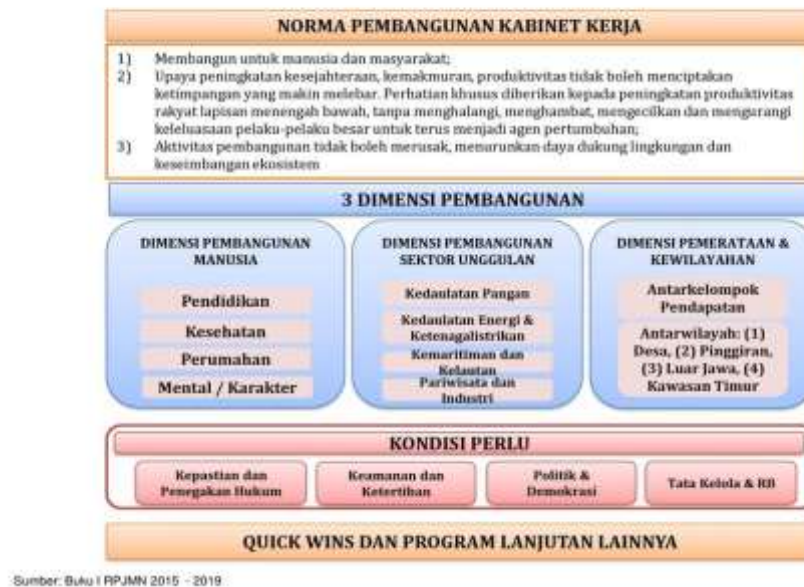 NORMA PEMBANGUNAN KABINET KERJA
1) Membangun untuk manusia dan masyarakat;
2) Upaya peningkatan kesejahteraan, kemakmuran, produktivitas tidak boleh menciptakan
ketimpangan yang makin melebar. Perhatian khusus diberikan kepada peningkatan produktivitas
rakyat lapisan menengah bawah, tanpa menghalangi, menghambat, mengecilkan dan mengurangi
keleluasaan pelaku-pelaku besar untuk terus menjadi agen pertumbuhan;
3) Aktivitas pembangunan tidak boleh merusak, menurunkan daya dukung lingkungan dan
keseimbangan ekosistem
3 DIMENSI PEMBANGUNAN
DIMENSI PEMBANGUNAN
MANUSIA
Pendidikan
Kesehatan
Perumahan
Mental / Karakter
DIMENSI PEMBANGUNAN
SEKTOR UNGGULAN
Kedaulatan Pangan
Kedaulatan Energi &
Ketenagalistrikan
Kemaritiman dan
Kelautan
Pariwisata dan
Industri
DIMENSI PEMERATAAN &
KEWILAYAHAN
Antarkelompok
Pendapatan
Antarwilayah: (1)
Desa, (2) Pinggiran,
(3) Luar Jawa, (4)
Kawasan Timur
KONDISI PERLU
Kepastian dan
Penegakan Hukum
Keamanan dan
Ketertiban
Politik &
Demokrasi
Tata Kelola & RB
QUICK WINS DAN PROGRAM LANJUTAN LAINNYA
Sumber: Buku I RPJMN 2015 - 2019